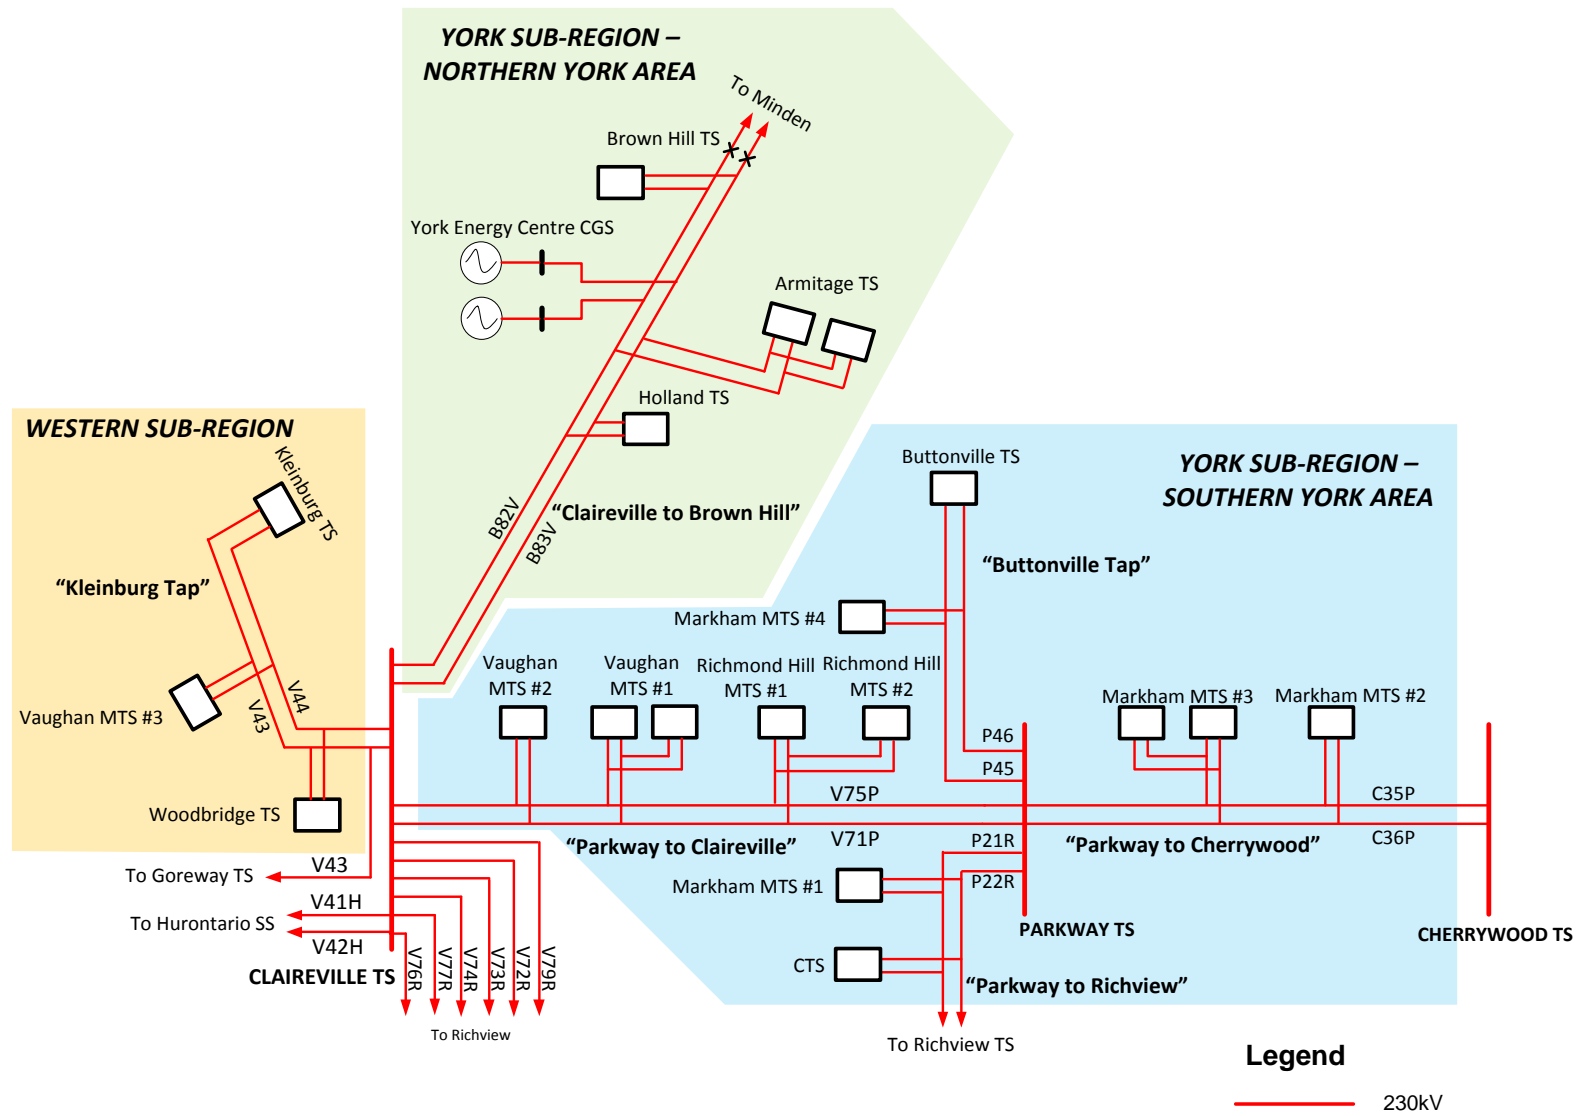 YORK SUB-REGION –
NORTHERN YORK AREA
To Minden
Brown Hill TS
York Energy Centre CGS
Armitage TS
Holland TS
B82V
B83V
“Claireville to Brown Hill”
WESTERN SUB-REGION
Kleinburg TS
“Kleinburg Tap”
V44
V43
Vaughan MTS #3
Woodbridge TS
YORK SUB-REGION –
SOUTHERN YORK AREA
Buttonville TS
“Buttonville Tap”
Markham MTS #4
Vaughan
MTS #2
Vaughan
MTS #1
Richmond Hill
MTS #1
Richmond Hill
MTS #2
P46
P45
Markham MTS #3
Markham MTS #2
V75P
C35P
V71P
C36P
“Parkway to Claireville”
P21R
“Parkway to Cherrywood”
P22R
Markham MTS #1
PARKWAY TS
CHERRYWOOD TS
CTS
“Parkway to Richview”
To Richview TS
V43
To Goreway TS
V41H
To Hurontario SS
V42H
CLAIREVILLE TS
V76R
V77R
V74R
V73R
V72R
V79R
To Richview
Legend
230kV